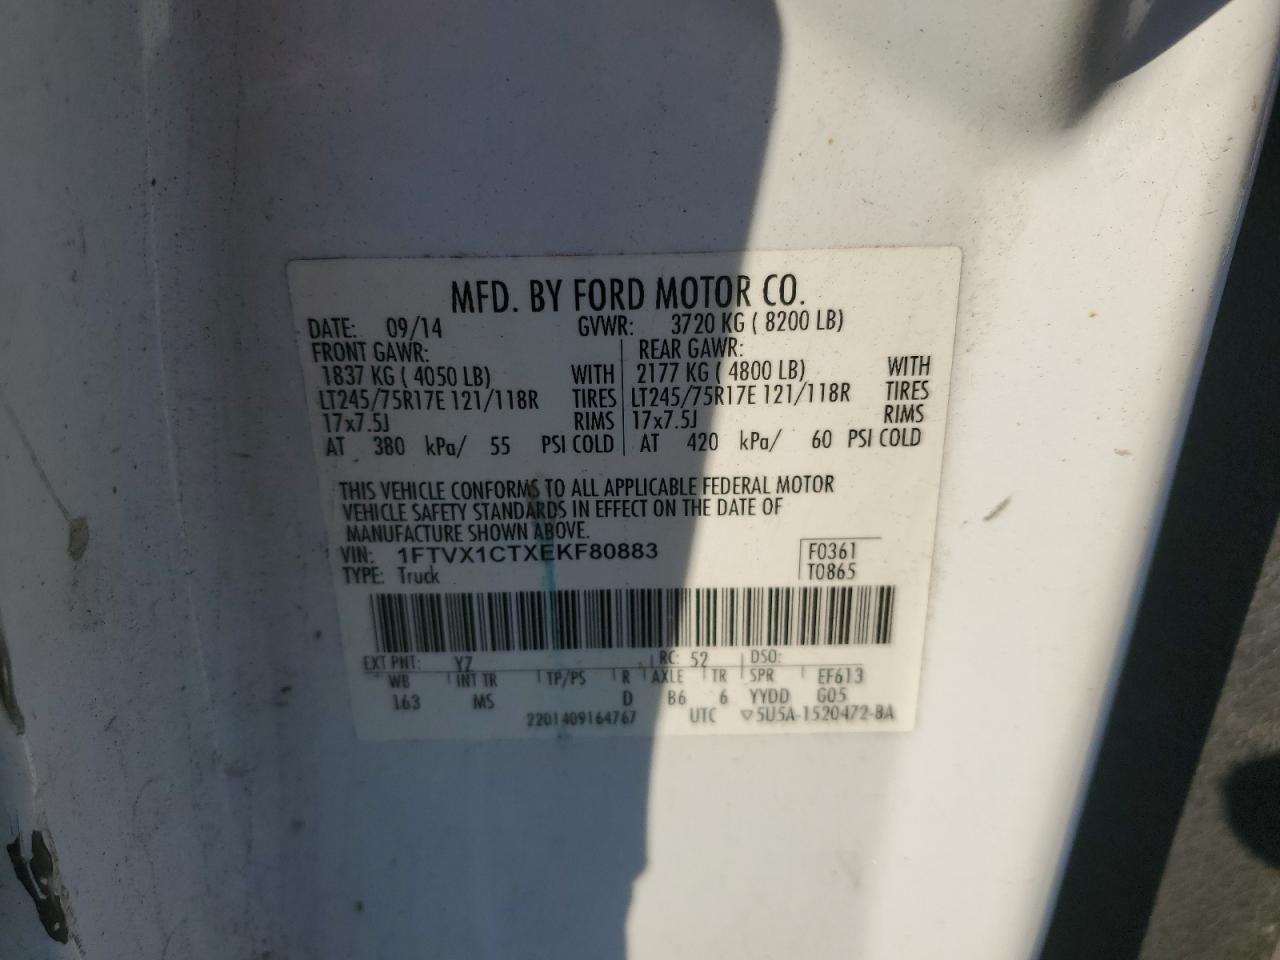 MFD. BY FORD MOTOR CO.
DATE: 09/14 GVWR: 3720 KG ( 8200 LB)
FRONT GAWR: REAR GAWR:
1837 KG ( 4050 LB) WITH 2177 KG ( 4800 LB) WITH
LT245/75R17E 121/118R TIRES LT245/75R17E 121/118R TIRES
17x7.5J RIMS 17x7.5J RIMS
AT 380 kPa/ 55 PSI COLD AT 420 kPa/ 60 PSI COLD
THIS VEHICLE CONFORMS TO ALL APPLICABLE FEDERAL MOTOR
VEHICLE SAFETY STANDARDS IN EFFECT ON THE DATE OF
MANUFACTURE SHOWN ABOVE.
VIN: 1FTVX1CTXEKF80883 F0361
TYPE: Truck T0865
EXT PNT: YZ RC: 52 DSO:
WB INT TR TP/PS R AXLE TR SPR EF613
163 MS D B6 6 YYDD G05
2201409164767 UTC ▽5U5A-1520472-BA